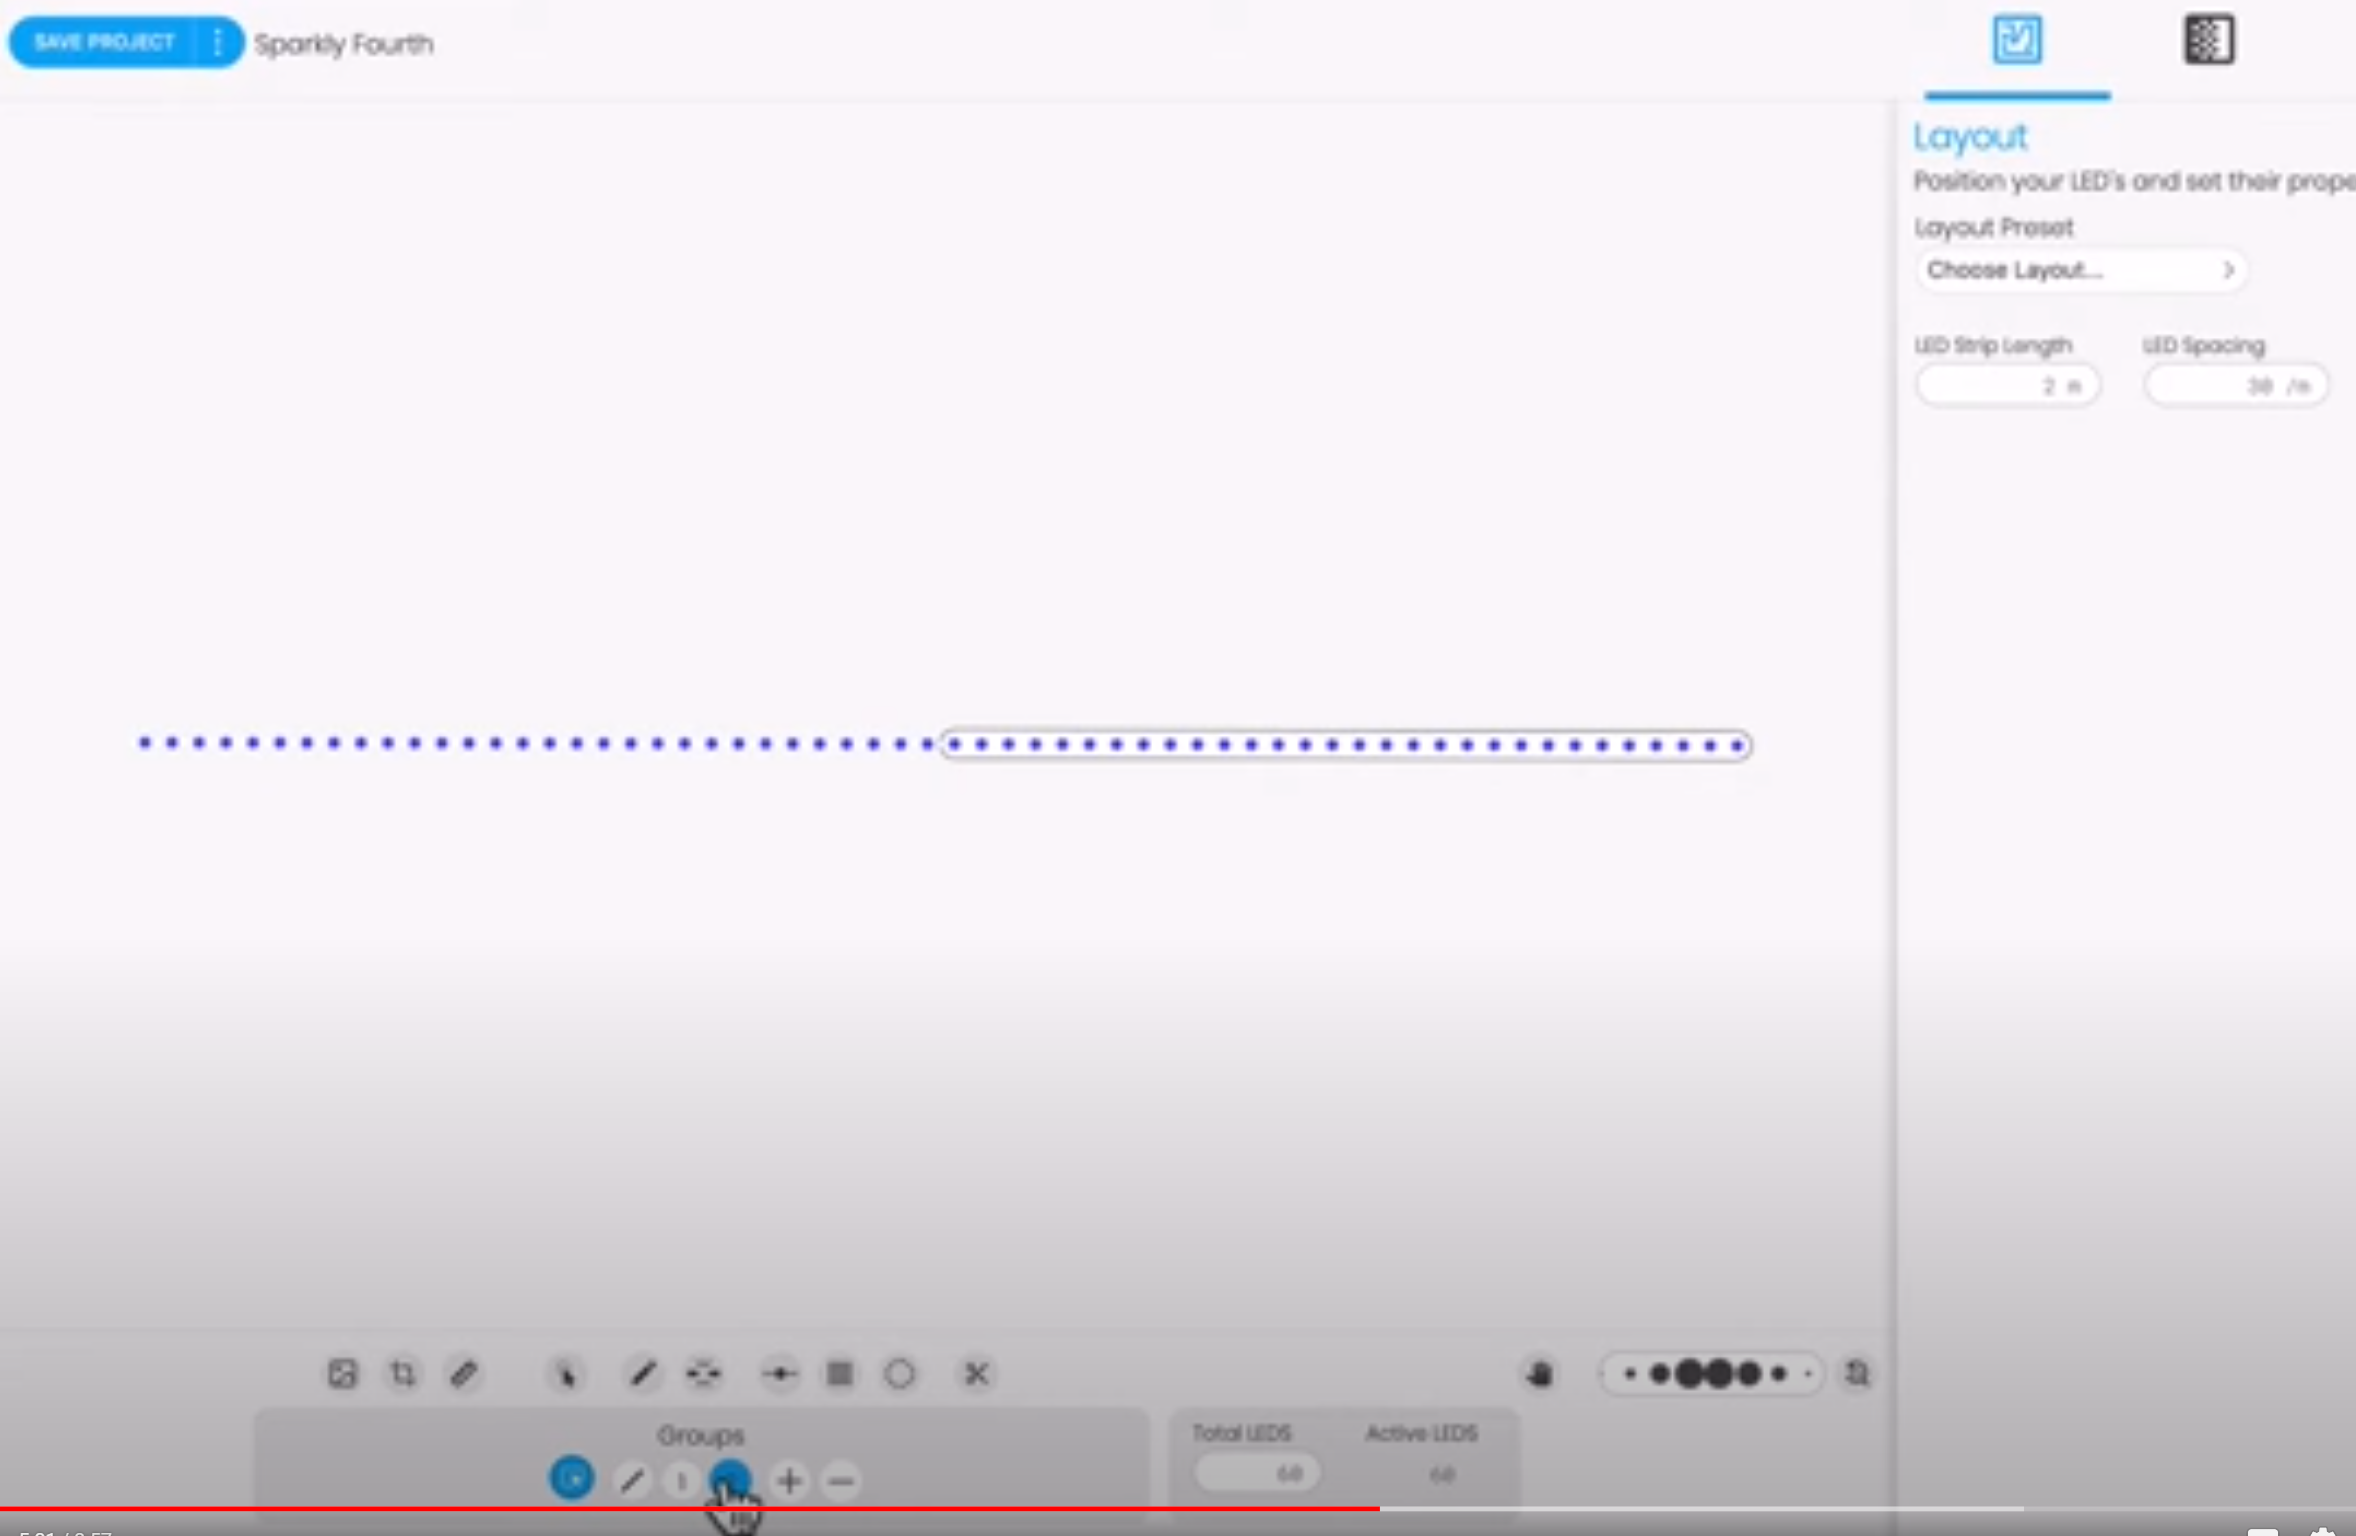 SAVE PROJECT
Sparkly Fourth
Layout
Position your LED's and set their prope
Layout Preset
Choose Layout...
LED Strip Length
LED Spacing
2 m
30 /m
Groups
Total LEDS
Active LEDS
1
60
60